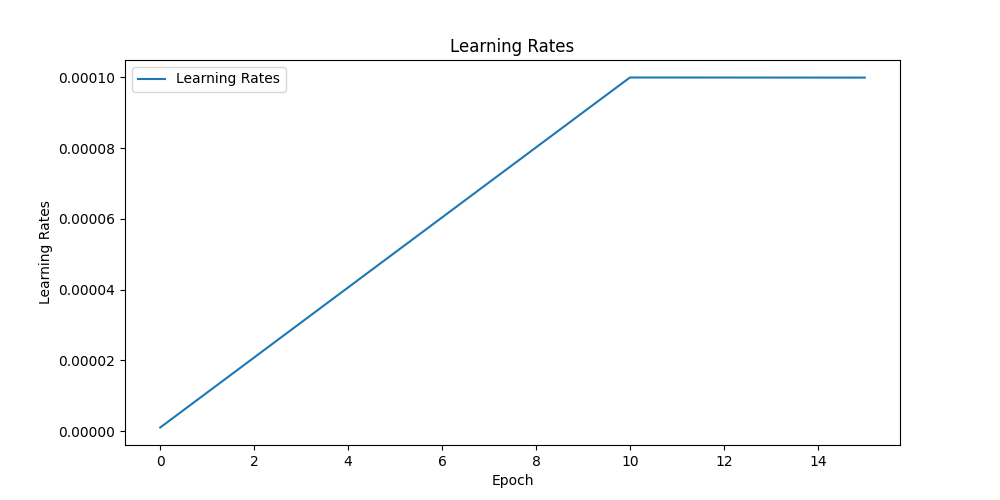 Learning Rates
Learning Rates
0.00010
0.00008
0.00006
0.00004
0.00002
0.00000
Learning Rates
0 2 4 6 8 10 12 14
Epoch